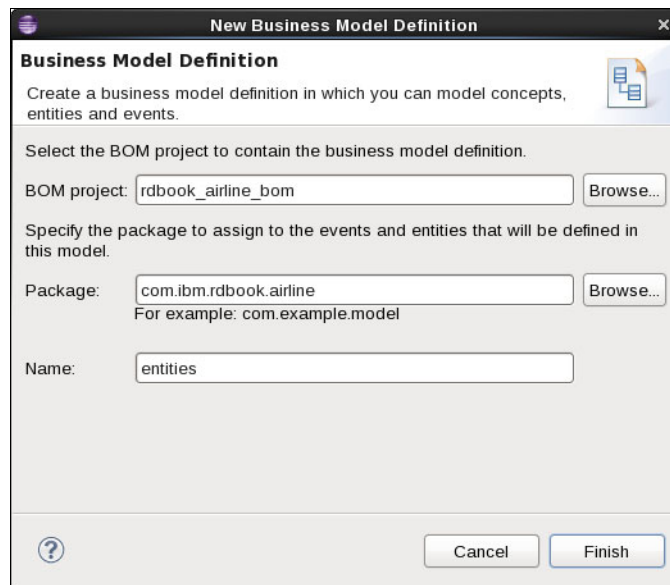 New Business Model Definition
Business Model Definition
Create a business model definition in which you can model concepts,
entities and events.
Select the BOM project to contain the business model definition.
BOM project: rdbook_airline_bom Browse...
Specify the package to assign to the events and entities that will be defined in
this model.
Package: com.ibm.rdbook.airline Browse...
For example: com.example.model
Name: entities
Cancel Finish